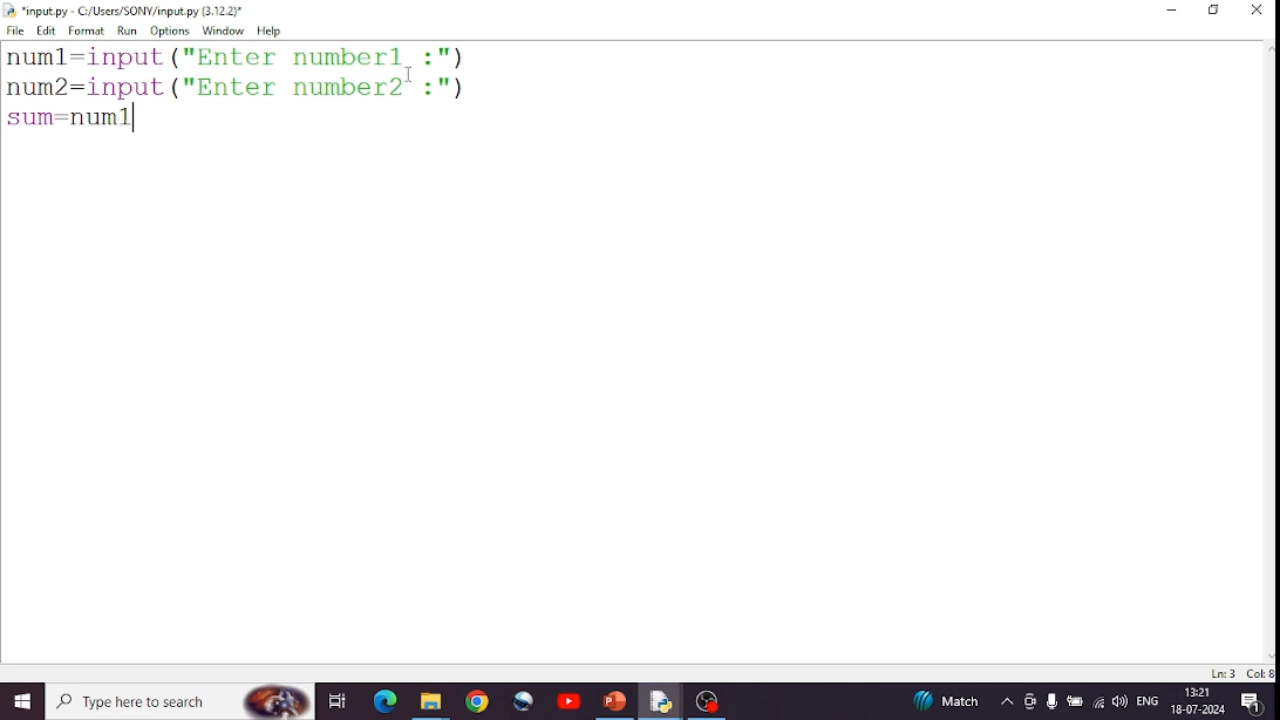 *input.py - C:/Users/SONY/input.py (3.12.2)*
File Edit Format Run Options Window Help
num1=input("Enter number1 :")
num2=input("Enter number2 :")
sum=num1
Ln: 3 Col: 8
Type here to search
Match
ENG
13:21
18-07-2024
1